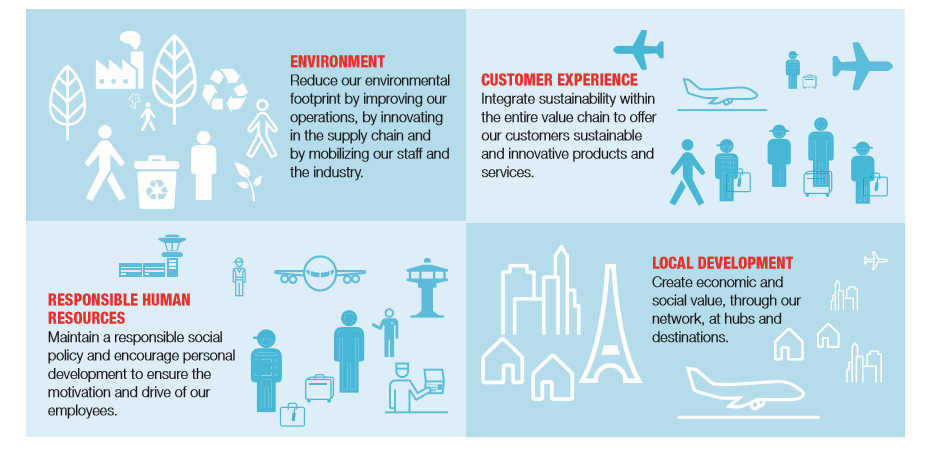 ENVIRONMENT
Reduce our environmental
footprint by improving our
operations, by innovating
in the supply chain and
by mobilizing our staff and
the industry.
CUSTOMER EXPERIENCE
Integrate sustainability within
the entire value chain to offer
our customers sustainable
and innovative products and
services.
RESPONSIBLE HUMAN
RESOURCES
Maintain a responsible social
policy and encourage personal
development to ensure the
motivation and drive of our
employees.
LOCAL DEVELOPMENT
Create economic and
social value, through our
network, at hubs and
destinations.